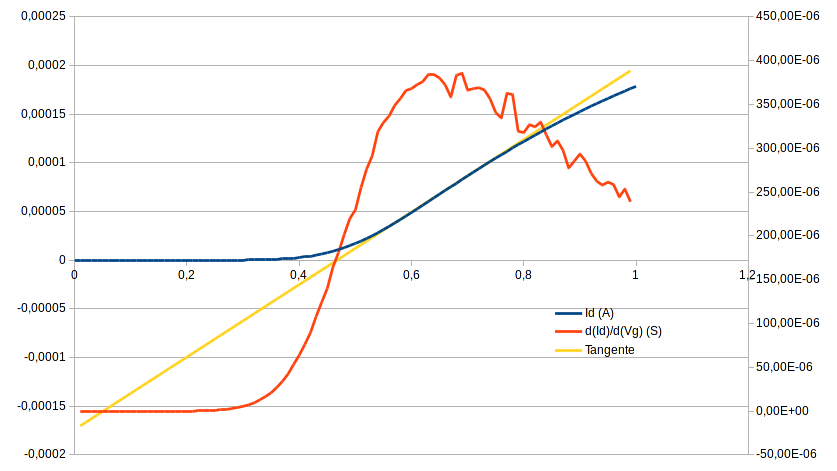 0,00025
450,00E-06
0,0002
400,00E-06
350,00E-06
0,00015
300,00E-06
0,0001
250,00E-06
0,00005
200,00E-06
0
0 0,2 0,4 0,6 0,8 1 1,2
150,00E-06
-0,00005
Id (A)
100,00E-06
d(Id)/d(Vg) (S)
Tangente
-0,0001
50,00E-06
-0,00015
0,00E+00
-0,0002
-50,00E-06